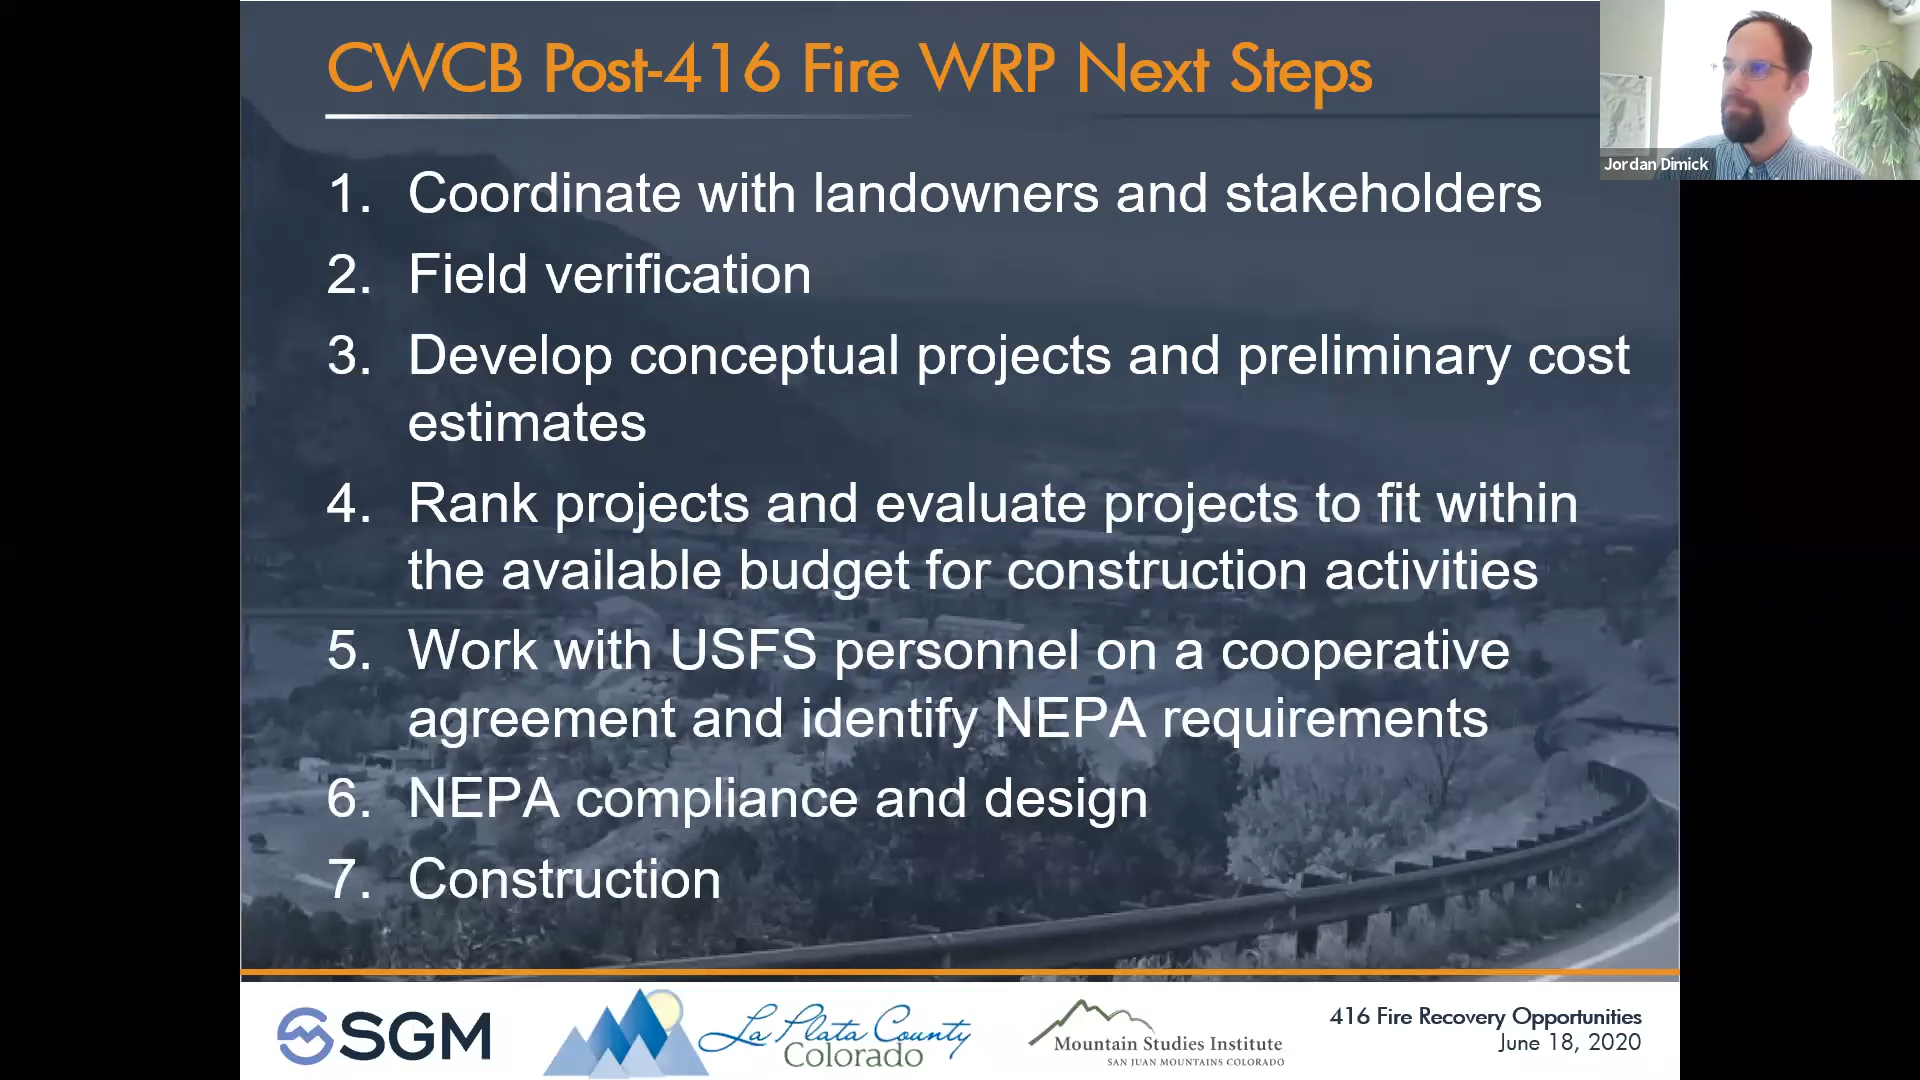 CWCB Post-416 Fire WRP Next Steps
Jordan Dimick
1. Coordinate with landowners and stakeholders
2. Field verification
3. Develop conceptual projects and preliminary cost
estimates
4. Rank projects and evaluate projects to fit within
the available budget for construction activities
5. Work with USFS personnel on a cooperative
agreement and identify NEPA requirements
6. NEPA compliance and design
7. Construction
SGM
La Plata County
Colorado
Mountain Studies Institute
SAN JUAN MOUNTAINS COLORADO
416 Fire Recovery Opportunities
June 18, 2020